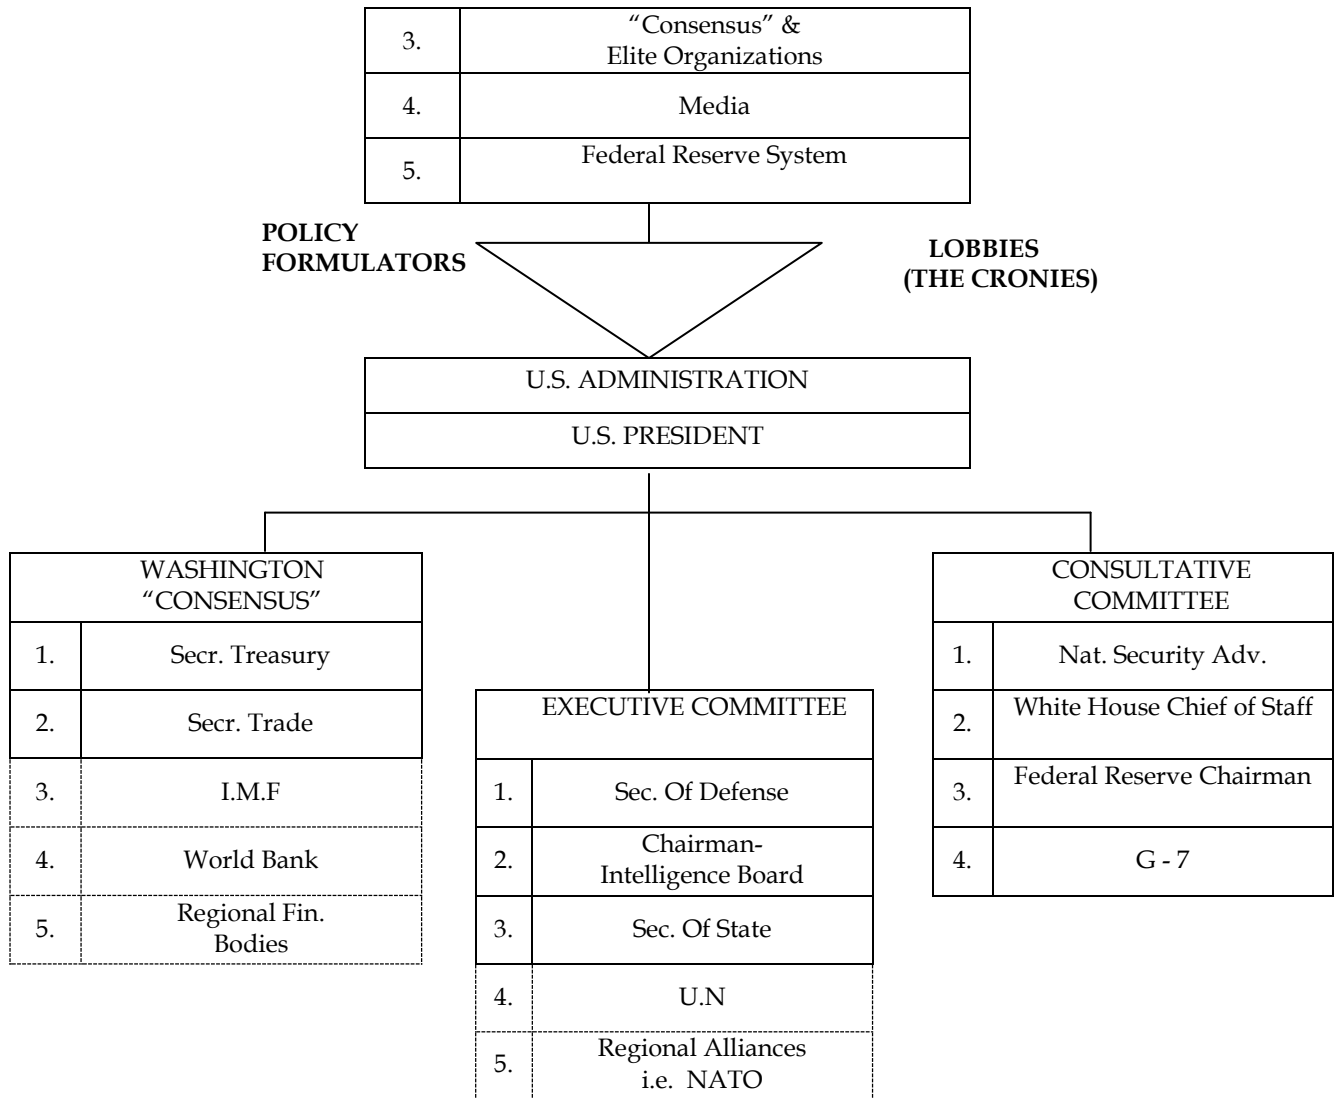 3.
“Consensus” &
Elite Organizations
4.
Media
5.
Federal Reserve System
POLICY
FORMULATORS
LOBBIES
(THE CRONIES)
U.S. ADMINISTRATION
U.S. PRESIDENT
WASHINGTON
“CONSENSUS”
1.
Secr. Treasury
2.
Secr. Trade
3.
I.M.F
4.
World Bank
5.
Regional Fin.
Bodies
EXECUTIVE COMMITTEE
1.
Sec. Of Defense
2.
Chairman-
Intelligence Board
3.
Sec. Of State
4.
U.N
5.
Regional Alliances
i.e. NATO
CONSULTATIVE
COMMITTEE
1.
Nat. Security Adv.
2.
White House Chief of Staff
3.
Federal Reserve Chairman
4.
G - 7